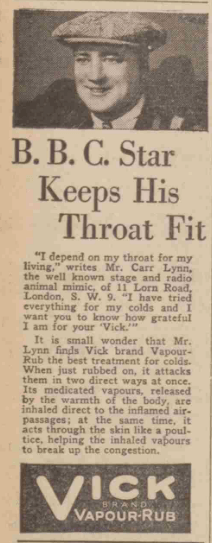 B. B. C. Star
Keeps His
Throat Fit
"I depend on my throat for my
living," writes Mr. Carr Lynn,
the well known stage and radio
animal mimic, of 11 Lorn Road,
London, S. W. 9. "I have tried
everything for my colds and I
want you to know how grateful
I am for your 'Vick.'"
It is small wonder that Mr.
Lynn finds Vick brand Vapour-
Rub the best treatment for colds.
When just rubbed on, it attacks
them in two direct ways at once.
Its medicated vapours, released
by the warmth of the body, are
inhaled direct to the inflamed air-
passages; at the same time, it
acts through the skin like a poul-
tice, helping the inhaled vapours
to break up the congestion.
VICK
BRAND
VAPOUR-RUB